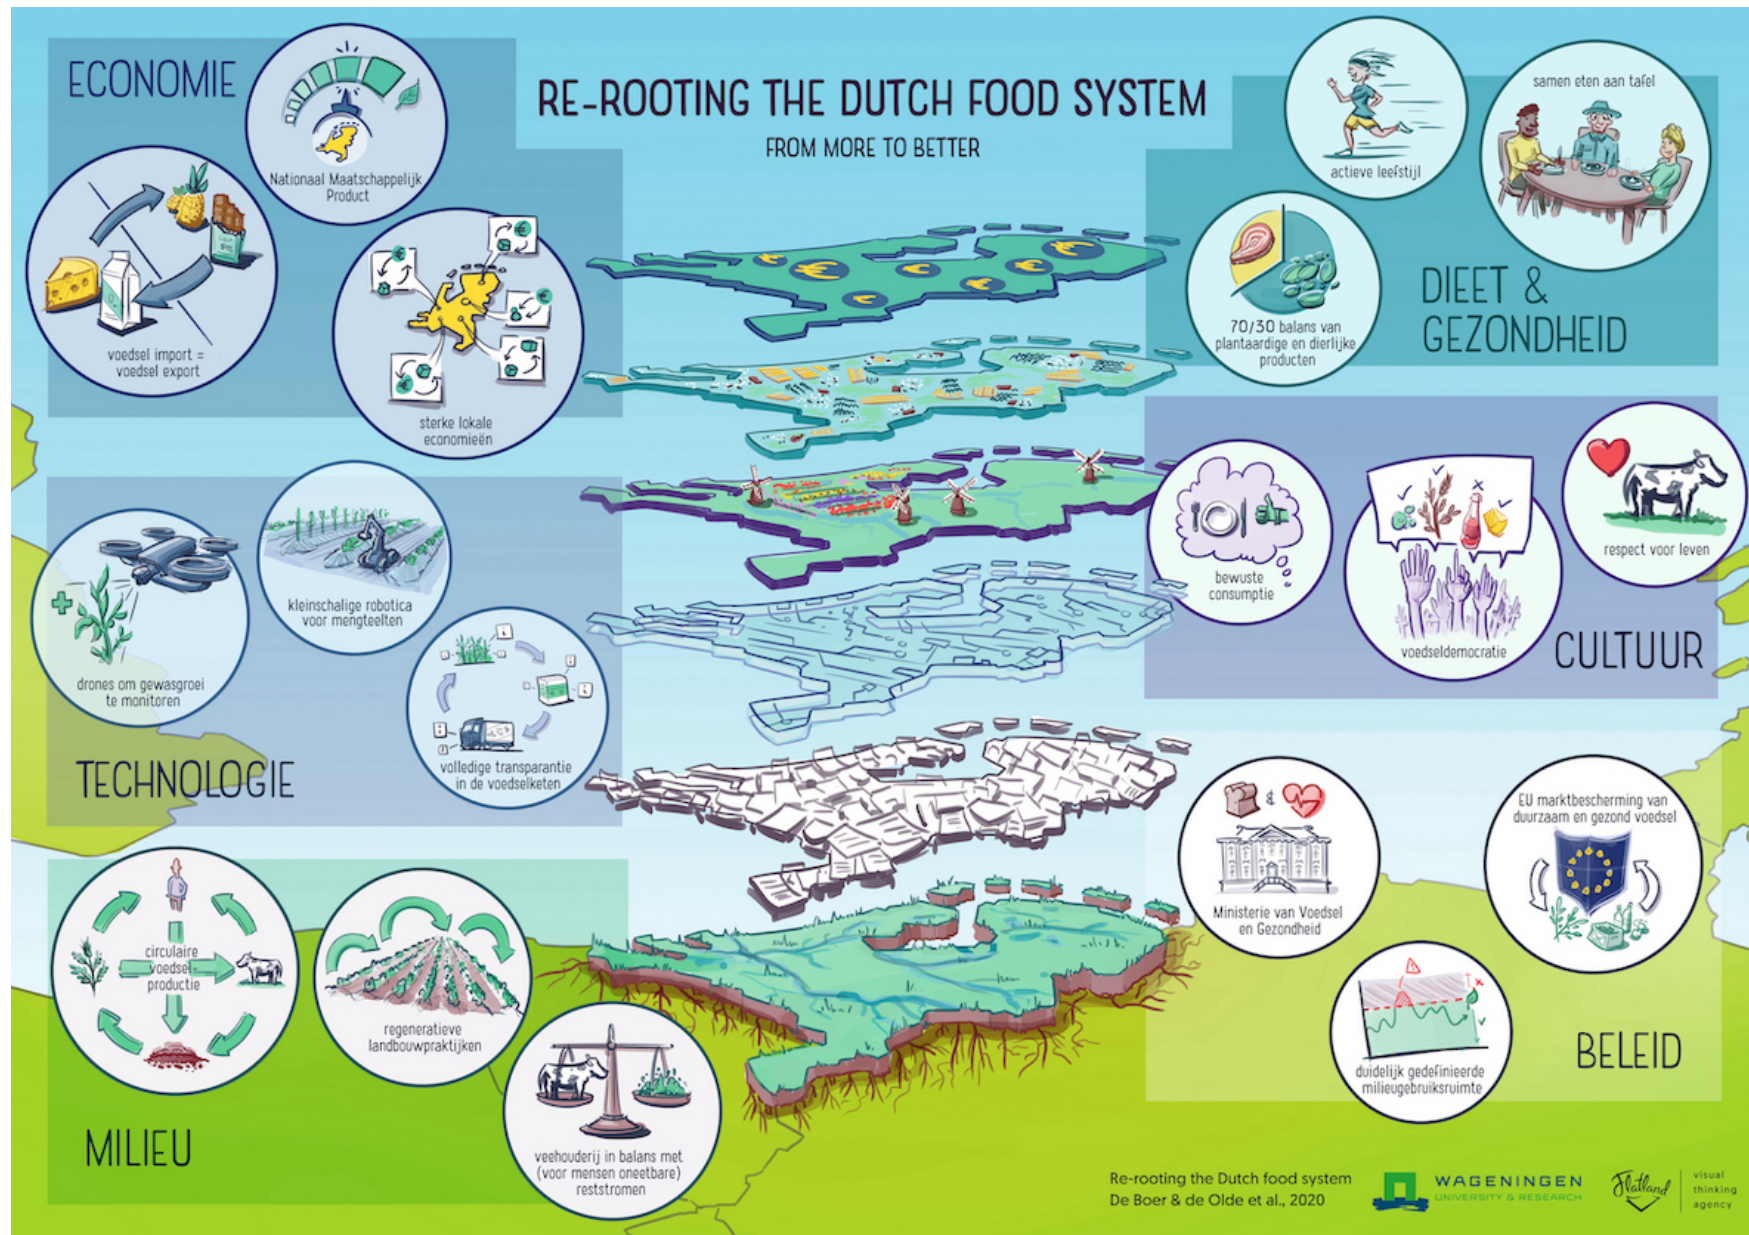 RE-ROOTING THE DUTCH FOOD SYSTEM
FROM MORE TO BETTER
ECONOMIE
Nationaal Maatschappelijk
Product
voedsel import =
voedsel export
sterke lokale
economieën
TECHNOLOGIE
drones om gewasgroei
te monitoren
kleinschalige robotica
voor mengteelten
volledige transparantie
in de voedselketen
MILIEU
circulaire
voedsel-
productie
regeneratieve
landbouwpraktijken
veehouderij in balans met
(voor mensen oneetbare)
reststromen
DIEET &
GEZONDHEID
actieve leefstijl
samen eten aan tafel
70/30 balans van
plantaardige en dierlijke
producten
CULTUUR
bewuste
consumptie
voedseldemocratie
respect voor leven
BELEID
&
Ministerie van Voedsel
en Gezondheid
EU marktbescherming van
duurzaam en gezond voedsel
duidelijk gedefinieerde
milieugebruiksruimte
Re-rooting the Dutch food system
De Boer & de Olde et al., 2020
WAGENINGEN
UNIVERSITY & RESEARCH
Flatland
visual
thinking
agency